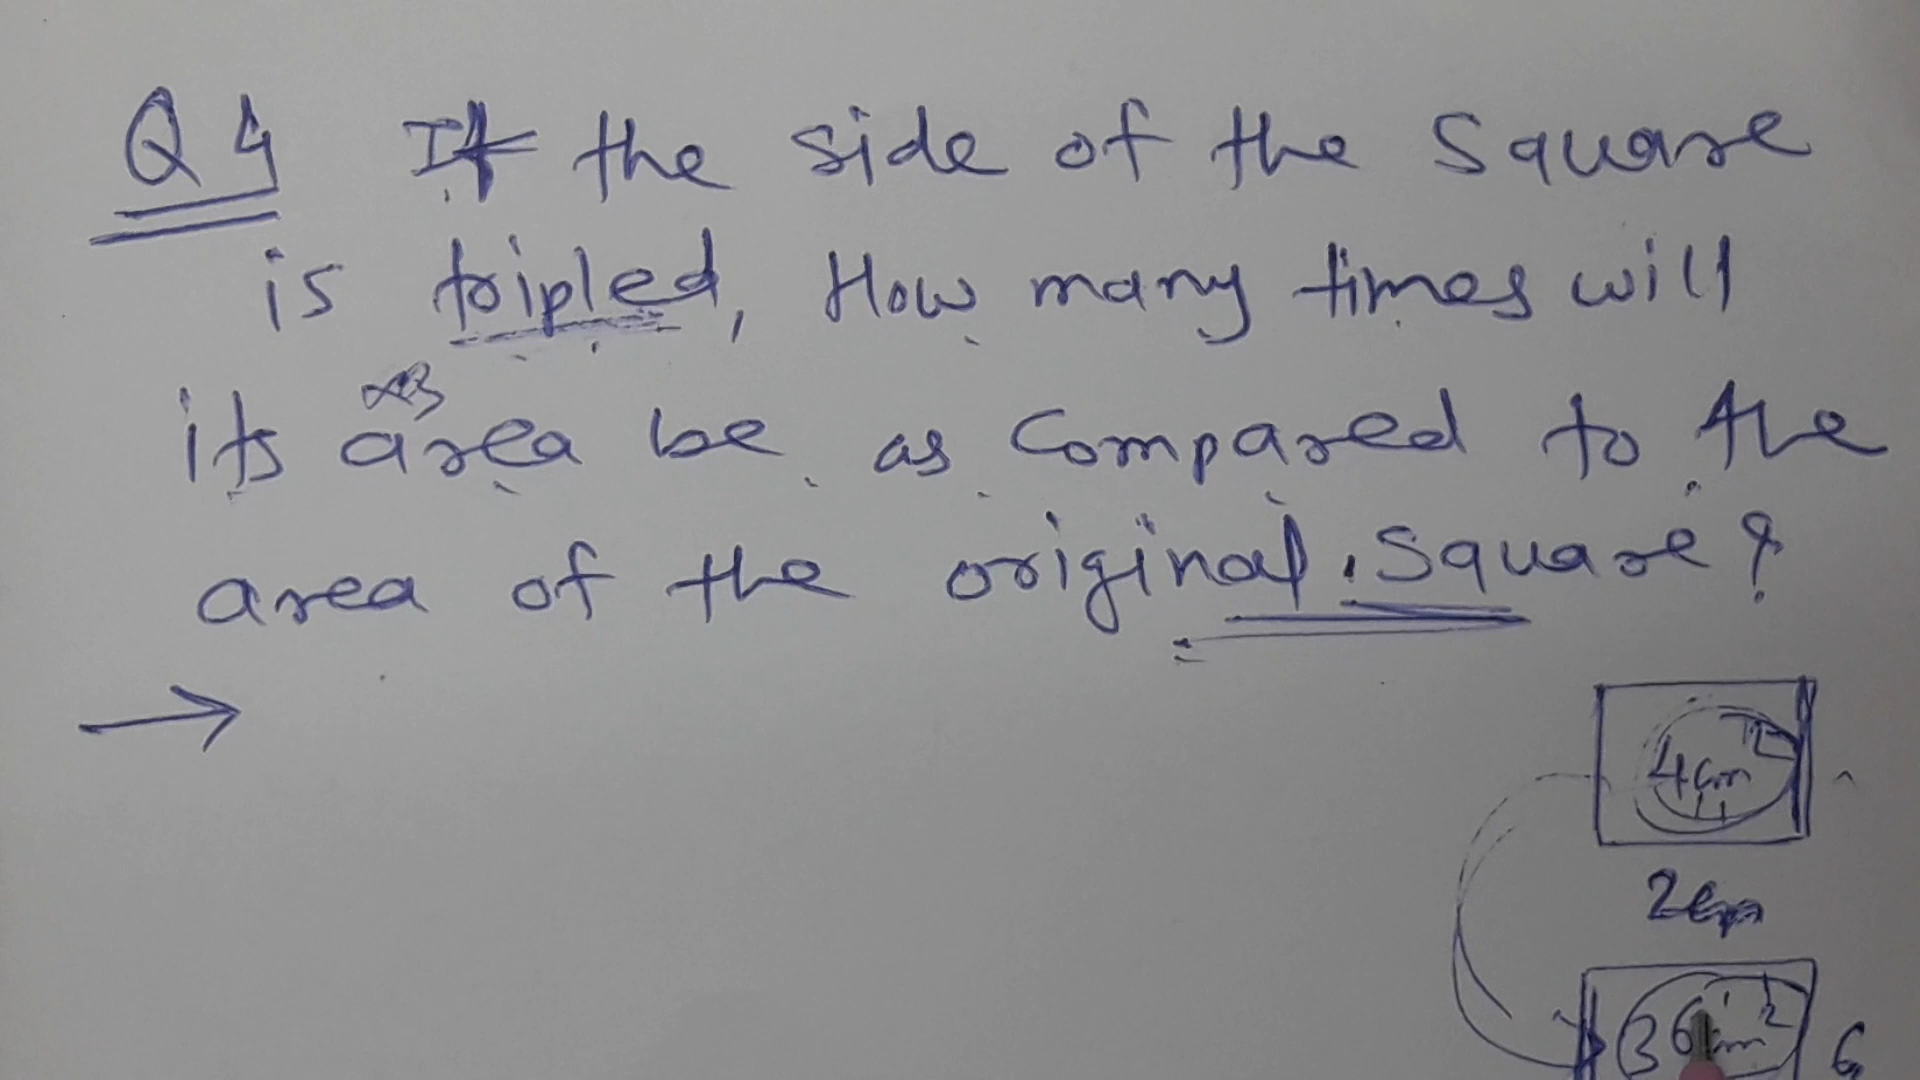 Q4 If the side of the square
is tripled, How many times will
x3
its area be as Compared to the
area of the original Square?
4cm²
2cm
36cm²
6